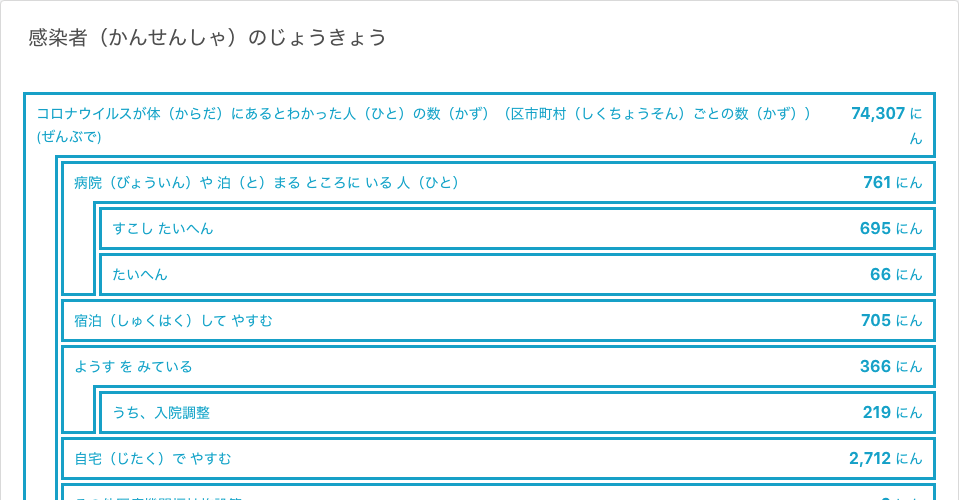 感染者（かんせんしゃ）のじょうきょう
コロナウイルスが体（からだ）にあるとわかった人（ひと）の数（かず）（区市町村（しくちょうそん）ごとの数（かず）） 74,307 に
(ぜんぶで) ん
病院（びょういん）や 泊（と）まる ところに いる 人（ひと） 761 にん
すこし たいへん 695 にん
たいへん 66 にん
宿泊（しゅくはく）して やすむ 705 にん
ようす を みている 366 にん
うち、入院調整 219 にん
自宅（じたく）で やすむ 2,712 にん